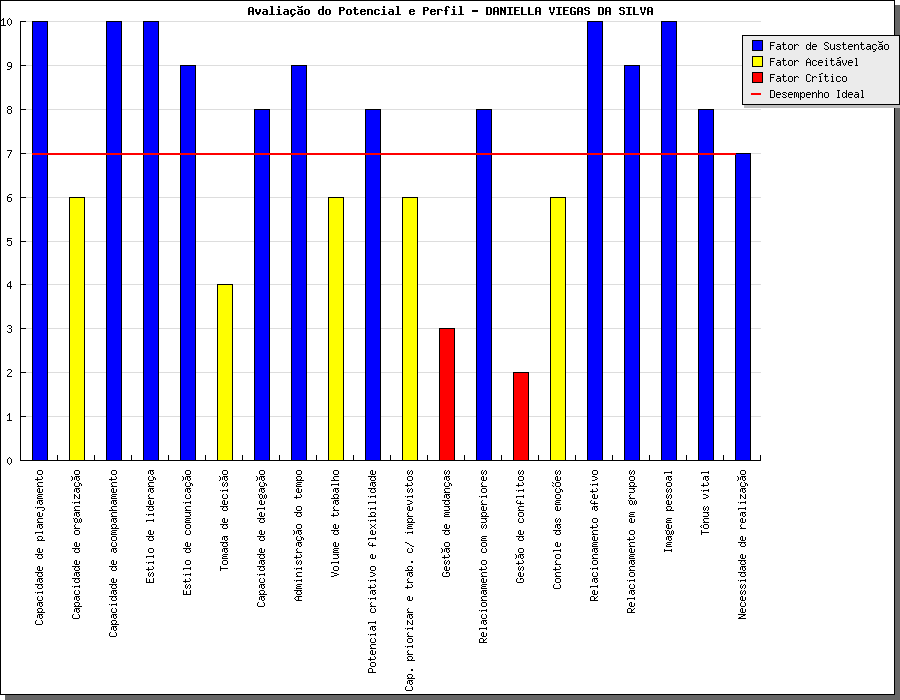 Avaliação do Potencial e Perfil - DANIELLA VIEGAS DA SILVA
Fator de Sustentação
Fator Aceitável
Fator Crítico
Desempenho Ideal
10
9
8
7
6
5
4
3
2
1
0
Capacidade de planejamento
Capacidade de organização
Capacidade de acompanhamento
Estilo de liderança
Estilo de comunicação
Tomada de decisão
Capacidade de delegação
Administração do tempo
Volume de trabalho
Potencial criativo e flexibilidade
Cap. priorizar e trab. c/ imprevistos
Gestão de mudanças
Relacionamento com superiores
Gestão de conflitos
Controle das emoções
Relacionamento afetivo
Relacionamento em grupos
Imagem pessoal
Tônus vital
Necessidade de realização